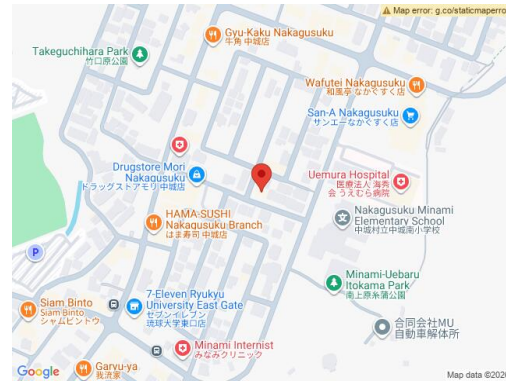 Map error: g.co/staticmaperro
Gyu-Kaku Nakagusuku
牛角 中城店
Takeguchihara Park
竹口原公園
Wafutei Nakagusuku
和風亭 なかぐすく店
San-A Nakagusuku
サンエーなかぐすく店
Drugstore Mori
Nakagusuku
ドラッグストアモリ 中城店
Uemura Hospital
医療法人 海秀
会 うえむら病院
HAMA-SUSHI
Nakagusuku Branch
はま寿司 中城店
Nakagusuku Minami
Elementary School
中城村立中城南小学校
P
Minami-Uebaru
Itokama Park
南上原糸蒲公園
7-Eleven Ryukyu
University East Gate
セブンイレブン
琉球大学東口店
Siam Binto
Siam Binto
シャムビントウ
合同会社MU
自動車解体所
Minami Internist
みなみクリニック
Garyu-ya
我流家
Google
Map data ©2026